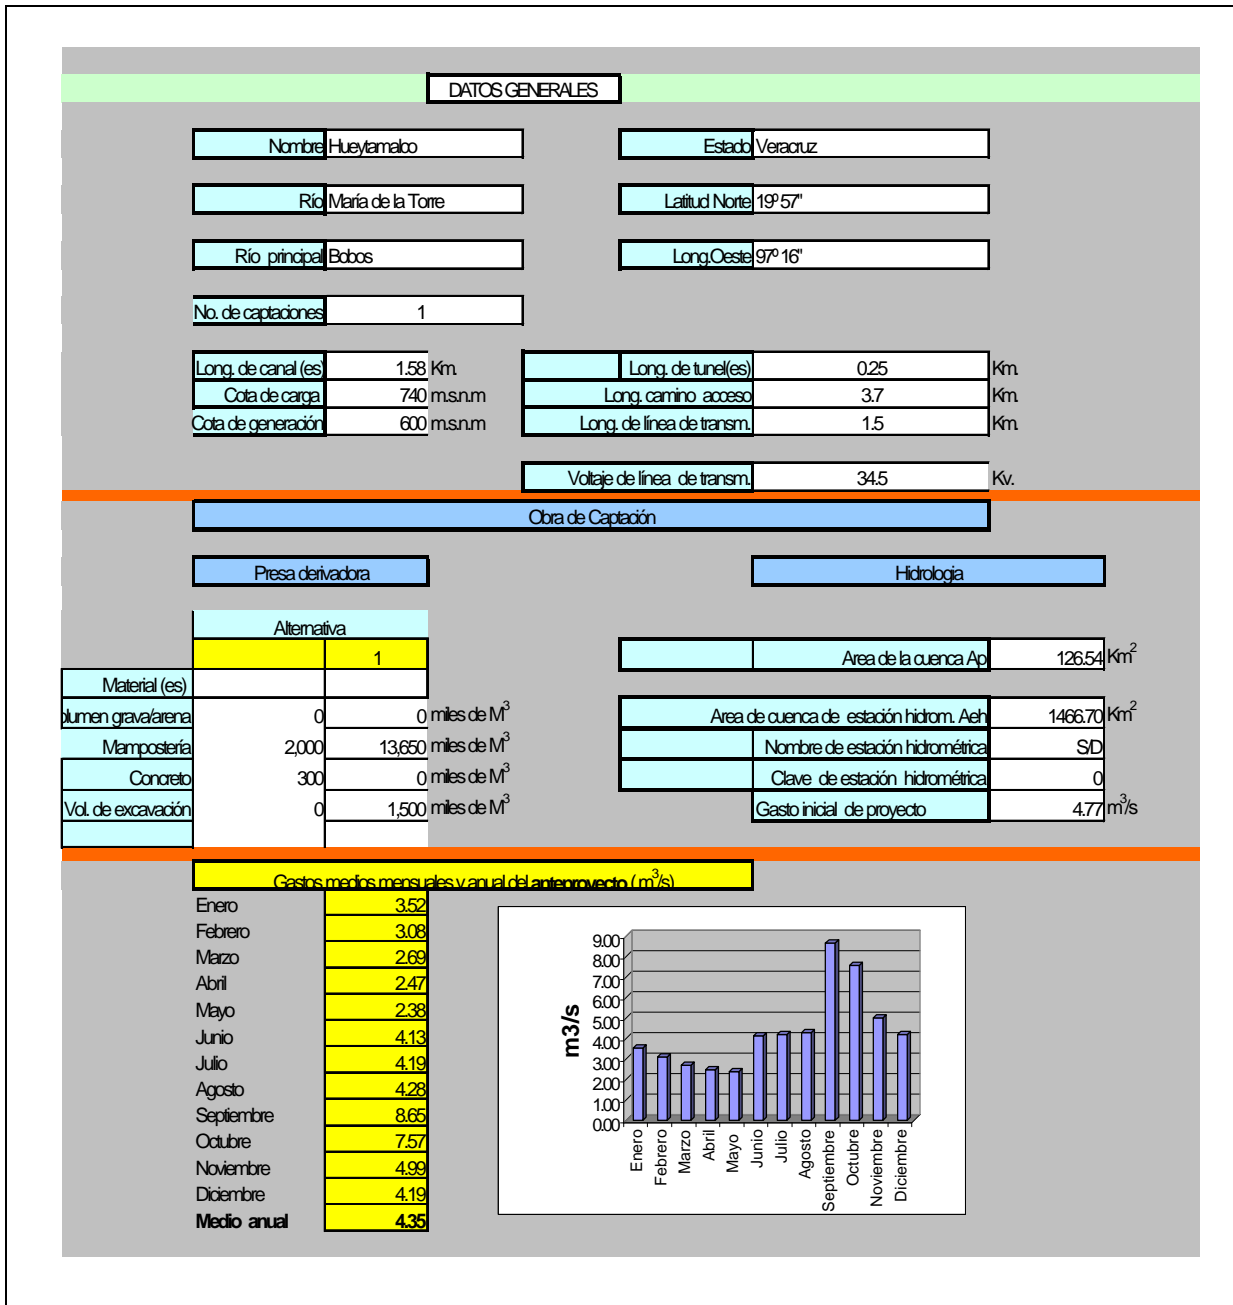 DATOS GENERALES
Nombre Hueytamalco Estado Veracruz
Río María de la Torre Latitud Norte 19º 57"
Río principal Bobos Long.Oeste 97º 16"
No. de captaciones 1
Long. de canal (es) 1.58 Km. Long. de tunel(es) 0.25 Km.
Cota de carga 740 m.s.n.m Long. camino acceso 3.7 Km.
Cota de generación 600 m.s.n.m Long. de línea de transm. 1.5 Km.
Voltaje de línea de transm. 34.5 Kv.
Obra de Captación
Presa derivadora Hidrologia
Alternativa
1 Area de la cuenca Ap 126.54 Km²
Material (es)
olumen grava/arena 0 0 miles de M³ Area de cuenca de estación hidrom. Aeh 1466.70 Km²
Mampostería 2,000 13,650 miles de M³ Nombre de estación hidrométrica S/D
Concreto 300 0 miles de M³ Clave de estación hidrométrica 0
Vol. de excavación 0 1,500 miles de M³ Gasto inicial de proyecto 4.77 m³/s
Gastos medios mensuales y anual del anteproyecto ( m³/s)
Enero 3.52
Febrero 3.08
Marzo 2.69
Abril 2.47
Mayo 2.38
Junio 4.13
Julio 4.19
Agosto 4.28
Septiembre 8.65
Octubre 7.57
Noviembre 4.99
Diciembre 4.19
Medio anual 4.35
m3/s
9.00
8.00
7.00
6.00
5.00
4.00
3.00
2.00
1.00
0.00
Enero
Febrero
Marzo
Abril
Mayo
Junio
Julio
Agosto
Septiembre
Octubre
Noviembre
Diciembre